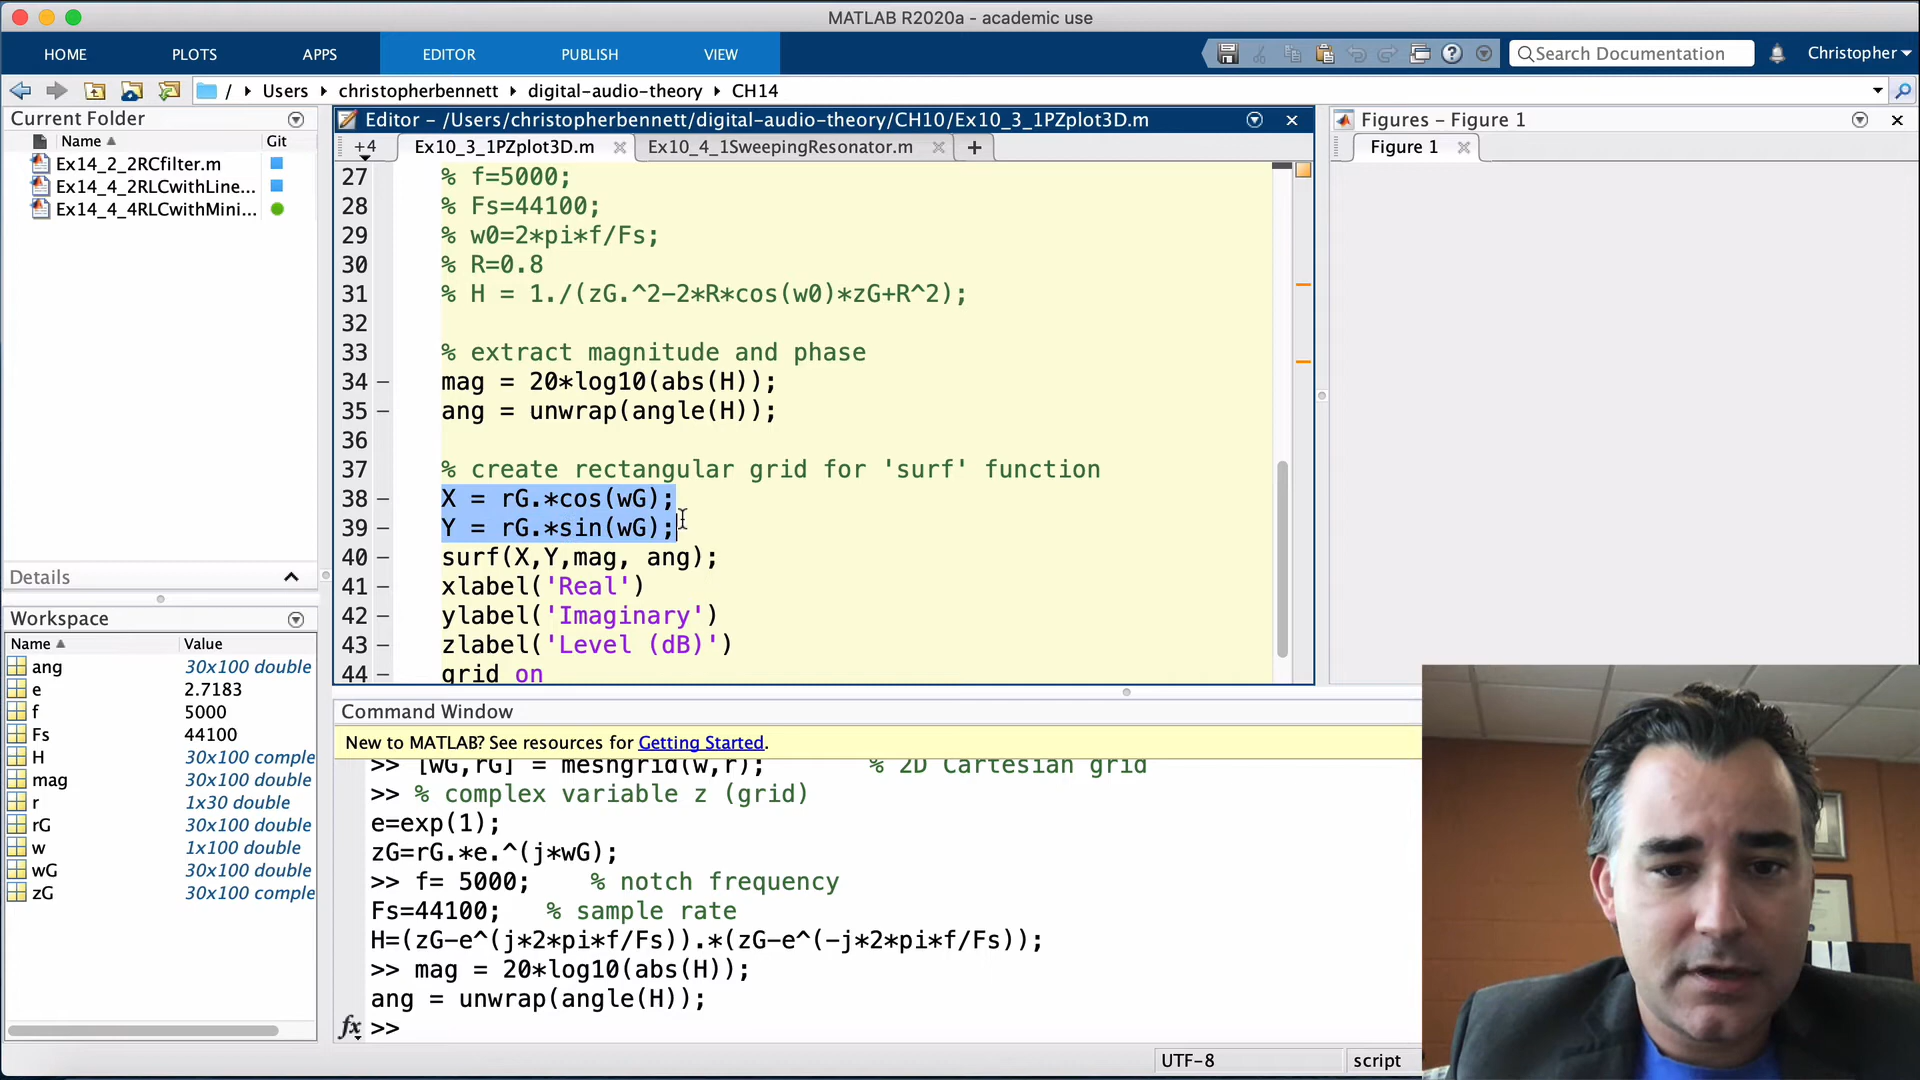 MATLAB R2020a - academic use
HOME PLOTS APPS EDITOR PUBLISH VIEW Search Documentation Christopher
/ Users christopherbennett digital-audio-theory CH14
Current Folder
Name Git
Ex14_2_2RCfilter.m
Ex14_4_2RLCwithLine...
Ex14_4_4RLCwithMini...
Details
Workspace
Name Value
ang 30x100 double
e 2.7183
f 5000
Fs 44100
H 30x100 comple
mag 30x100 double
r 1x30 double
rG 30x100 double
w 1x100 double
wG 30x100 double
zG 30x100 comple
Editor - /Users/christopherbennett/digital-audio-theory/CH10/Ex10_3_1PZplot3D.m
+4 Ex10_3_1PZplot3D.m Ex10_4_1SweepingResonator.m +
27 % f=5000;
28 % Fs=44100;
29 % w0=2*pi*f/Fs;
30 % R=0.8
31 % H = 1./(zG.^2-2*R*cos(w0)*zG+R^2);
32
33 % extract magnitude and phase
34 - mag = 20*log10(abs(H));
35 - ang = unwrap(angle(H));
36
37 % create rectangular grid for 'surf' function
38 - X = rG.*cos(wG);
39 - Y = rG.*sin(wG);
40 - surf(X,Y,mag, ang);
41 - xlabel('Real')
42 - ylabel('Imaginary')
43 - zlabel('Level (dB)')
44 - grid on
Figures - Figure 1
Figure 1
Command Window
New to MATLAB? See resources for Getting Started.
>> [wG,rG] = meshgrid(w,r); % 2D Cartesian grid
>> % complex variable z (grid)
e=exp(1);
zG=rG.*e.^(j*wG);
>> f= 5000; % notch frequency
Fs=44100; % sample rate
H=(zG-e^(j*2*pi*f/Fs)).*(zG-e^(-j*2*pi*f/Fs));
>> mag = 20*log10(abs(H));
ang = unwrap(angle(H));
fx >>
UTF-8 script